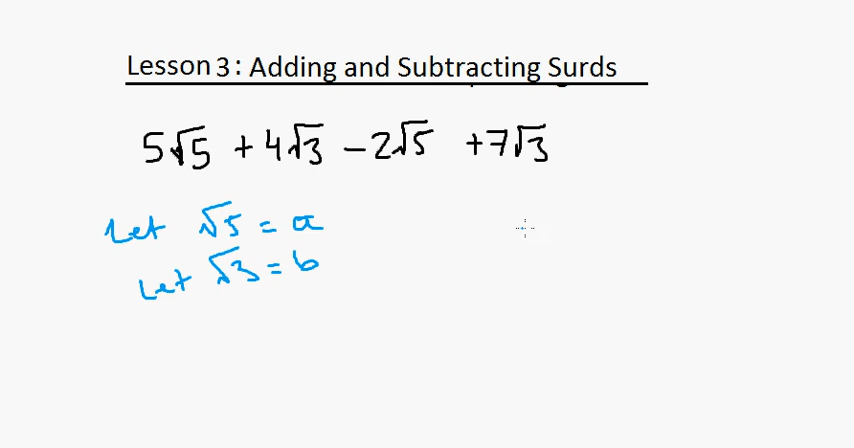 Lesson 3: Adding and Subtracting Surds
5√5 + 4√3 − 2√5 + 7√3
Let √5 = a
Let √3 = b